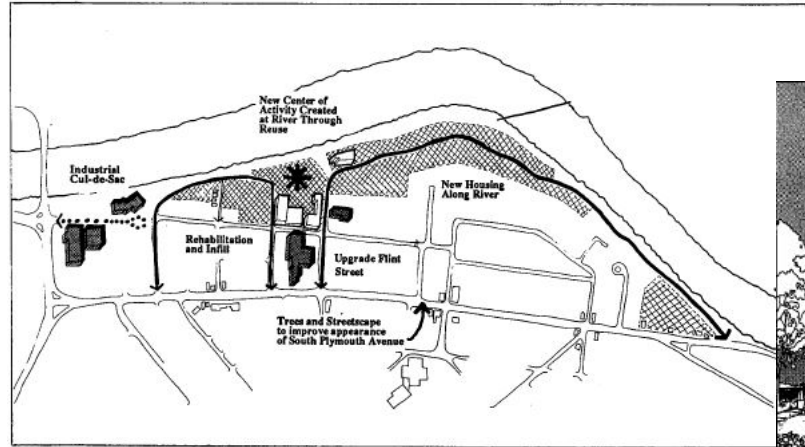 New Center of
Activity Created
at River Through
Reuse
Industrial
Cul-de-Sac
New Housing
Along River
Rehabilitation
and Infill
Upgrade Flint
Street
Trees and Streetscape
to improve appearance
of South Plymouth Avenue